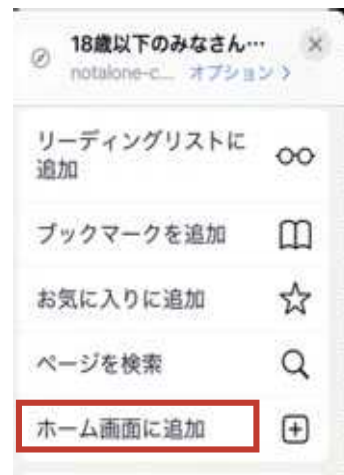 18歳以下のみなさん…
notalone-c... オプション >
リーディングリストに
追加
ブックマークを追加
お気に入りに追加
ページを検索
ホーム画面に追加